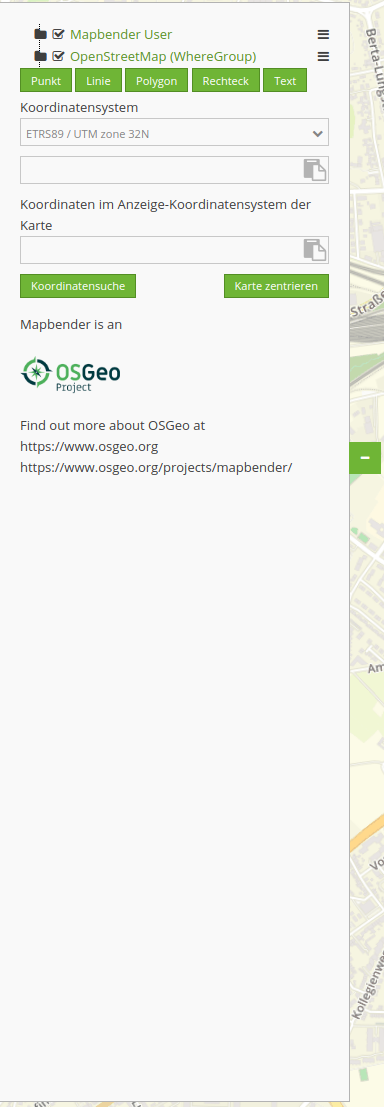 Mapbender User
OpenStreetMap (WhereGroup)
Punkt Linie Polygon Rechteck Text
Koordinatensystem
ETRS89 / UTM zone 32N
Koordinaten im Anzeige-Koordinatensystem der
Karte
Koordinatensuche Karte zentrieren
Mapbender is an
OSGeo
Project
Find out more about OSGeo at
https://www.osgeo.org
https://www.osgeo.org/projects/mapbender/
Berta-Lung
Straße
Am
Vo
Kollegienwe